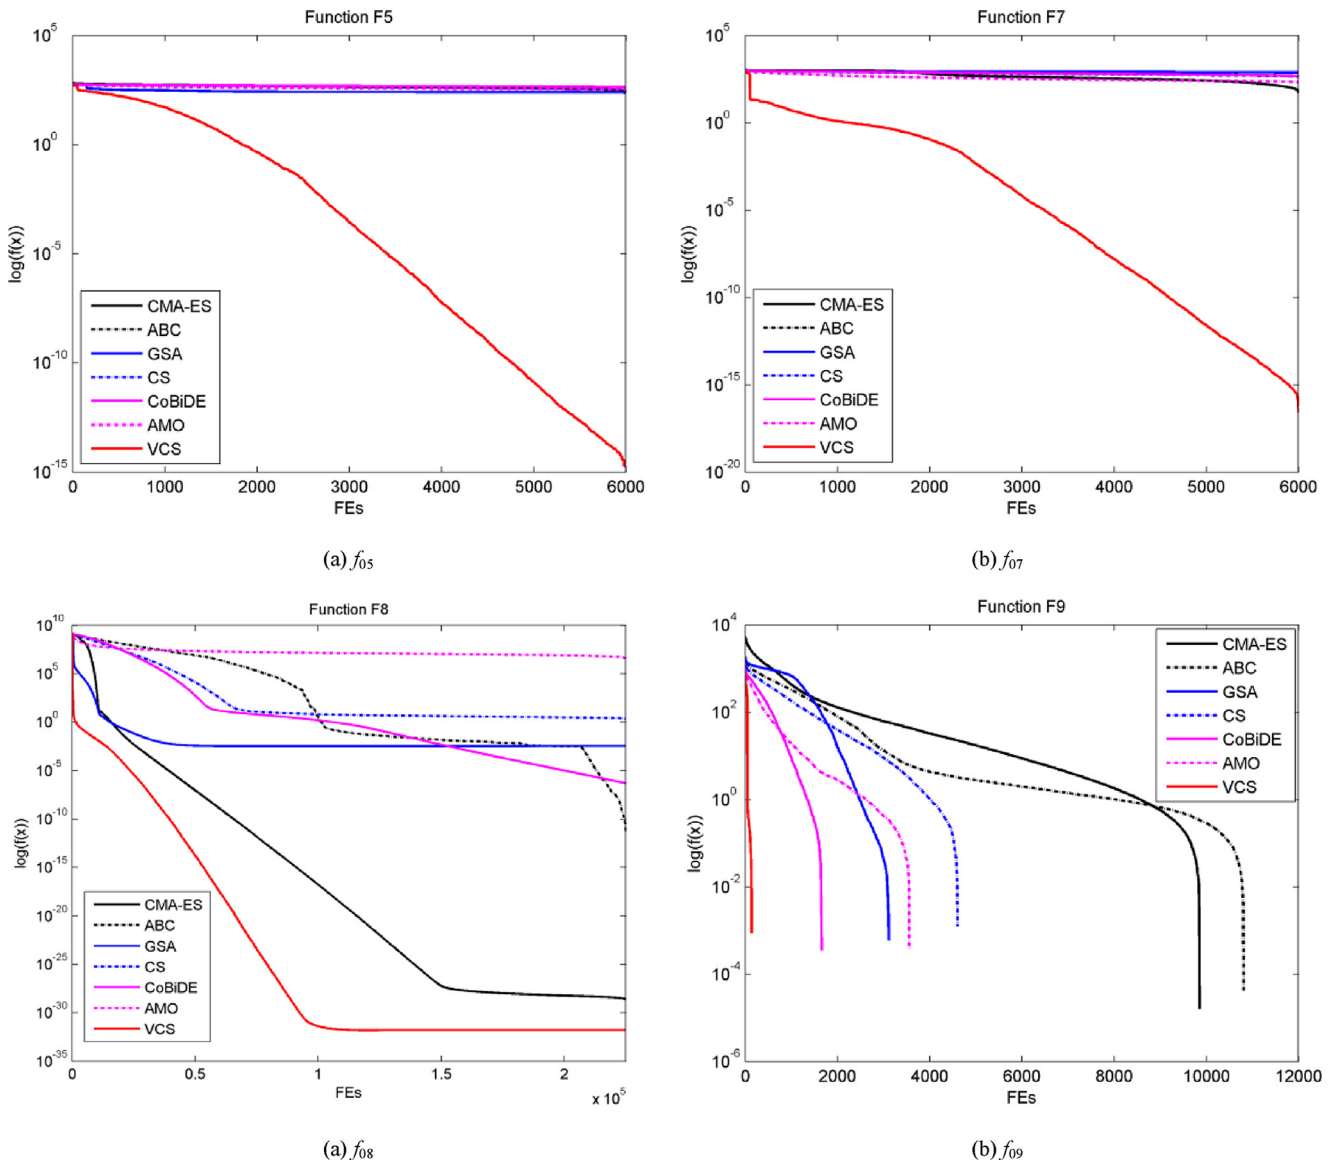 Function F5
10^5
10^0
10^-5
10^-10
10^-15
log(f(x))
CMA-ES
ABC
GSA
CS
CoBiDE
AMO
VCS
0 1000 2000 3000 4000 5000 6000
FEs
(a) f05
Function F7
10^5
10^0
10^-5
10^-10
10^-15
10^-20
log(f(x))
CMA-ES
ABC
GSA
CS
CoBiDE
AMO
VCS
0 1000 2000 3000 4000 5000 6000
FEs
(b) f07
Function F8
10^10
10^5
10^0
10^-5
10^-10
10^-15
10^-20
10^-25
10^-30
10^-35
log(f(x))
CMA-ES
ABC
GSA
CS
CoBiDE
AMO
VCS
0 0.5 1 1.5 2
FEs
x 10^5
(a) f08
Function F9
10^4
10^2
10^0
10^-2
10^-4
10^-6
log(f(x))
CMA-ES
ABC
GSA
CS
CoBiDE
AMO
VCS
0 2000 4000 6000 8000 10000 12000
FEs
(b) f09